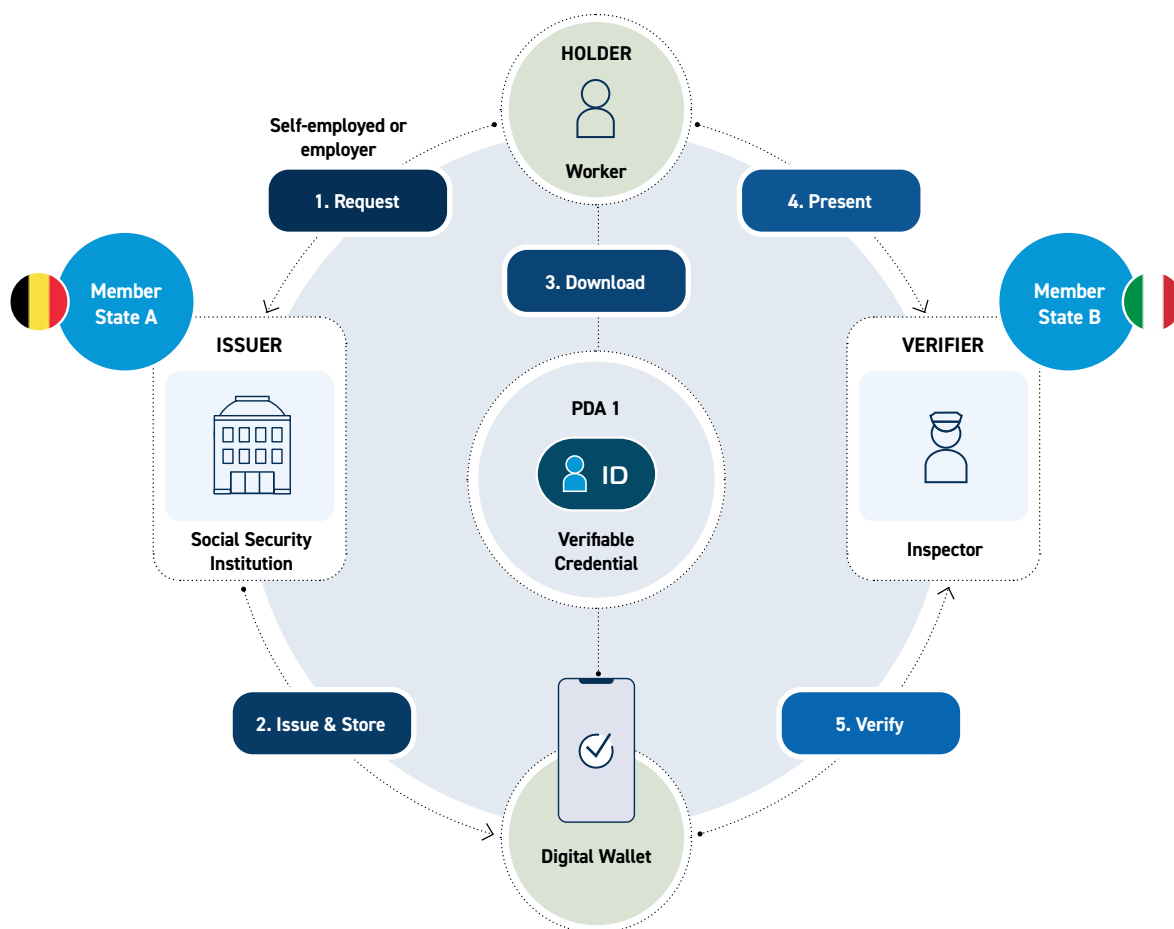 HOLDER
Worker
Self-employed or
employer
1. Request
4. Present
3. Download
Member
State A
Member
State B
ISSUER
Social Security
Institution
VERIFIER
Inspector
PDA 1
ID
Verifiable
Credential
2. Issue & Store
5. Verify
Digital Wallet